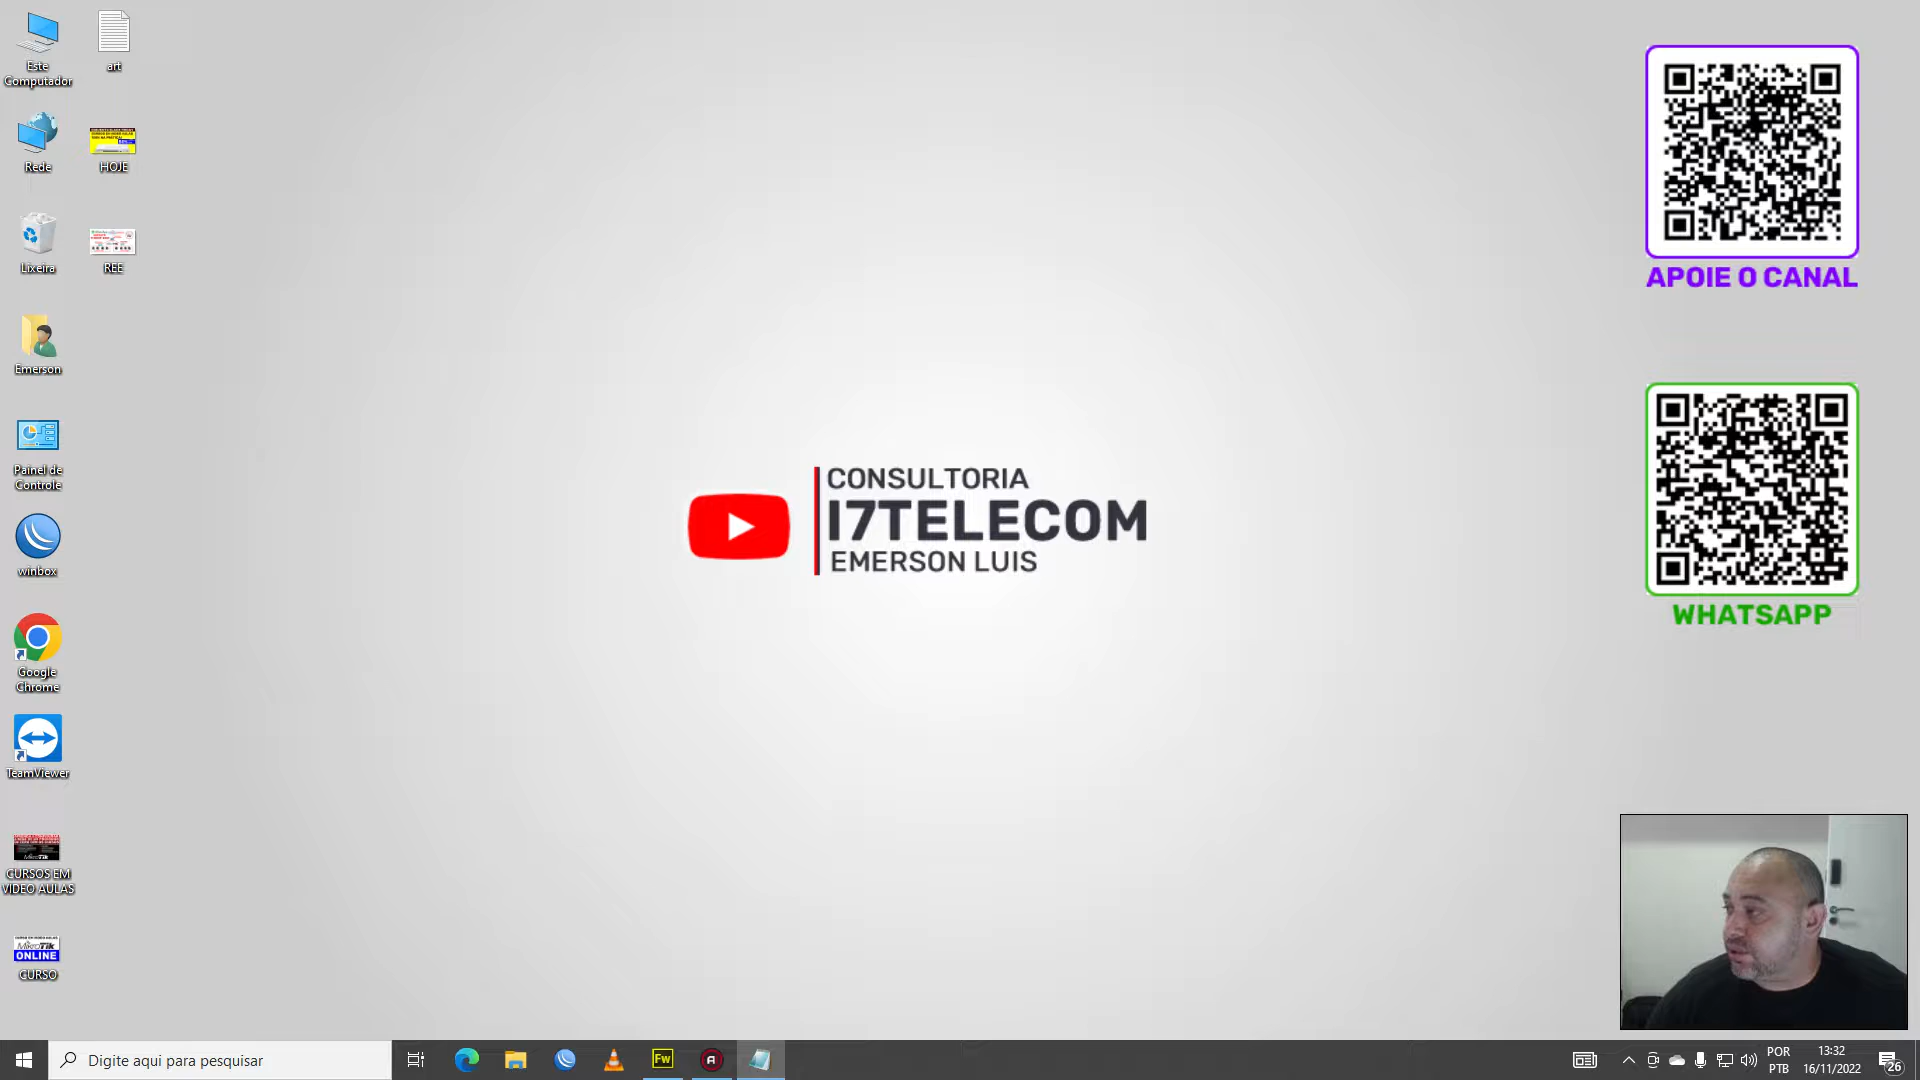 Este
Computador
art
Rede
HOJE
Lixeira
REE
Emerson
Painel de
Controle
winbox
Google
Chrome
TeamViewer
CURSOS EM
VIDEO AULAS
MikroTik
ONLINE
CURSO
CONSULTORIA
I7TELECOM
EMERSON LUIS
APOIE O CANAL
WHATSAPP
Digite aqui para pesquisar
Fw
POR
PTB
13:32
16/11/2022
26